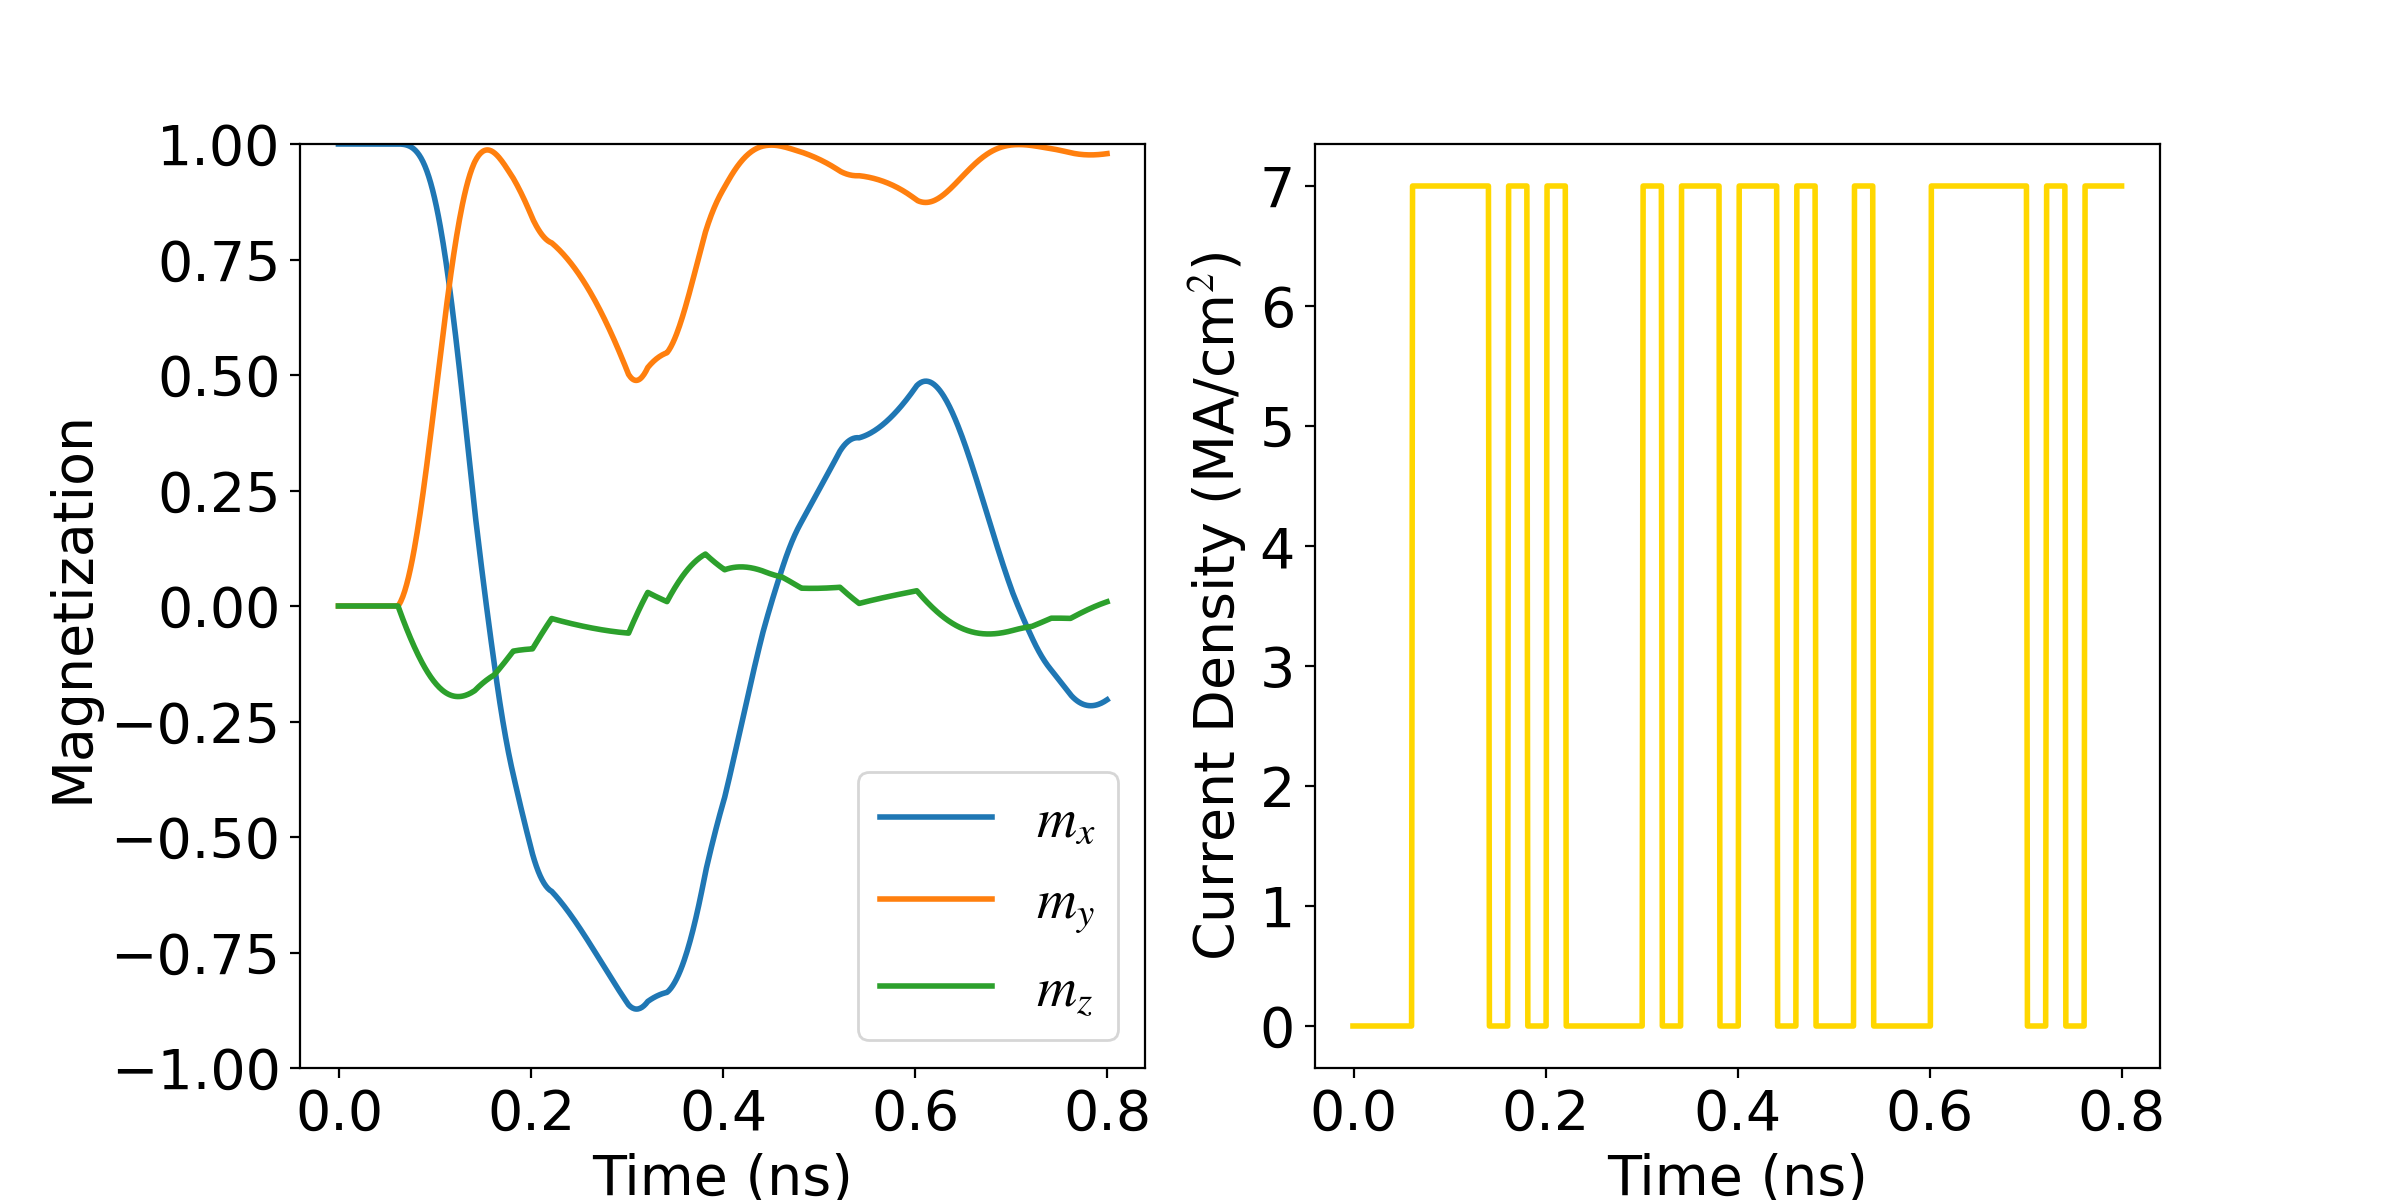 Magnetization
1.00
0.75
0.50
0.25
0.00
−0.25
−0.50
−0.75
−1.00
0.0 0.2 0.4 0.6 0.8
Time (ns)
m_x
m_y
m_z
Current Density (MA/cm²)
7
6
5
4
3
2
1
0
0.0 0.2 0.4 0.6 0.8
Time (ns)